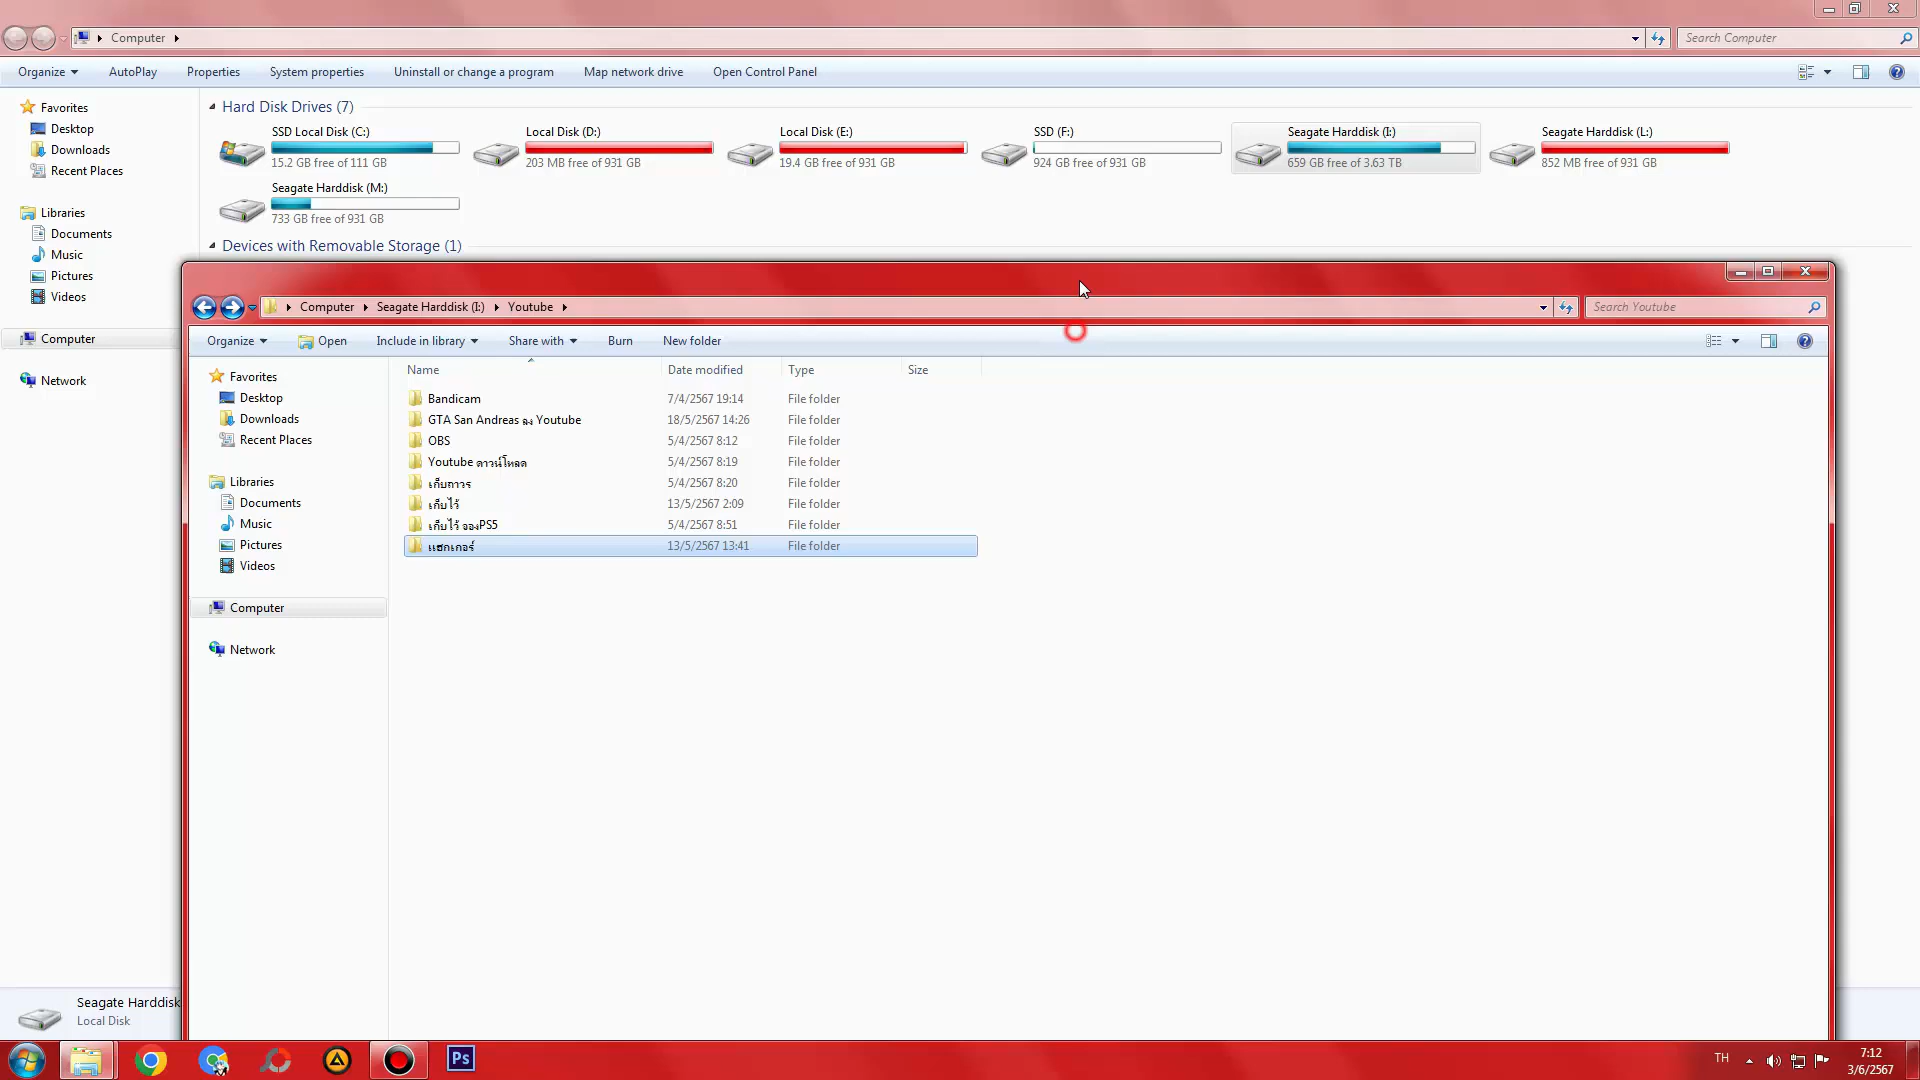 Computer
Search Computer
Organize
AutoPlay
Properties
System properties
Uninstall or change a program
Map network drive
Open Control Panel
Favorites
Desktop
Downloads
Recent Places
Libraries
Documents
Music
Pictures
Videos
Computer
Network
Hard Disk Drives (7)
SSD Local Disk (C:)
15.2 GB free of 111 GB
Local Disk (D:)
203 MB free of 931 GB
Local Disk (E:)
19.4 GB free of 931 GB
SSD (F:)
924 GB free of 931 GB
Seagate Harddisk (I:)
659 GB free of 3.63 TB
Seagate Harddisk (L:)
852 MB free of 931 GB
Seagate Harddisk (M:)
733 GB free of 931 GB
Devices with Removable Storage (1)
Computer Seagate Harddisk (I:) Youtube
Search Youtube
Organize
Open
Include in library
Share with
Burn
New folder
Favorites
Desktop
Downloads
Recent Places
Libraries
Documents
Music
Pictures
Videos
Computer
Network
Name Date modified Type Size
Bandicam 7/4/2567 19:14 File folder
GTA San Andreas ลง Youtube 18/5/2567 14:26 File folder
OBS 5/4/2567 8:12 File folder
Youtube ดาวน์โหลด 5/4/2567 8:19 File folder
เก็บถาวร 5/4/2567 8:20 File folder
เก็บไว้ 13/5/2567 2:09 File folder
เก็บไว้ จองPS5 5/4/2567 8:51 File folder
แฮกเกอร์ 13/5/2567 13:41 File folder
Seagate Harddisk
Local Disk
Ps
TH
7:12
3/6/2567